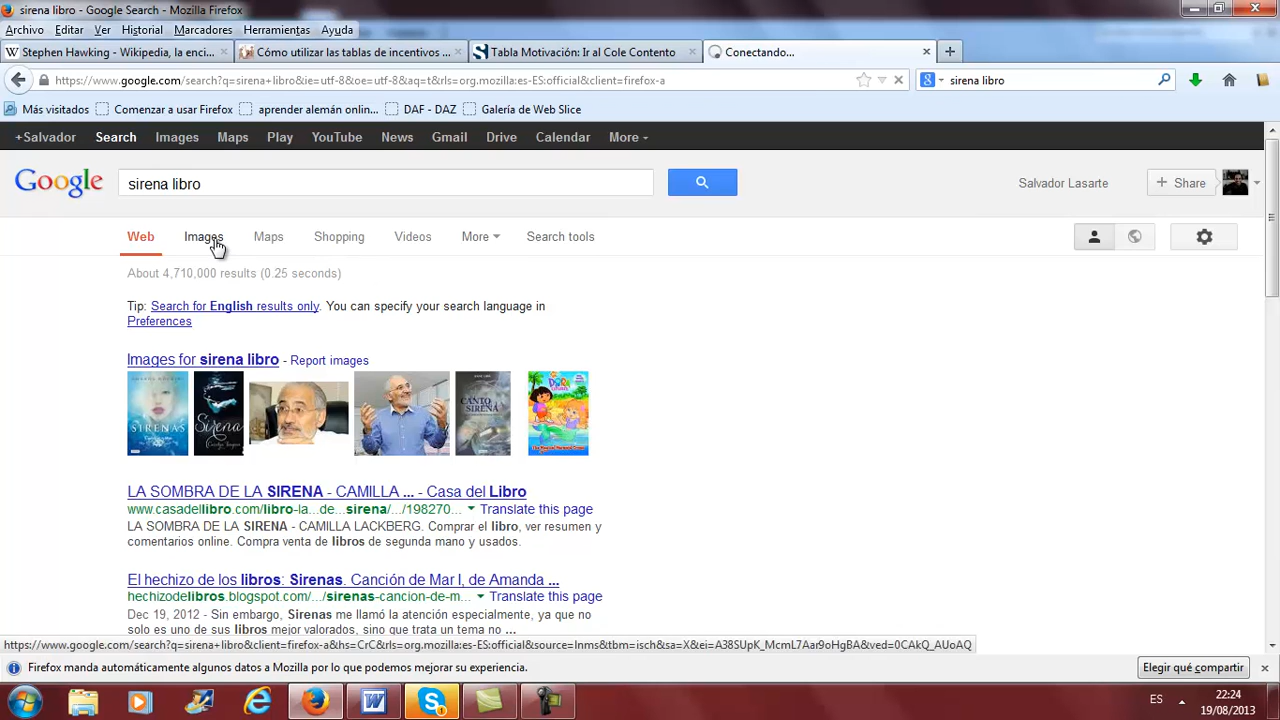 sirena libro - Google Search - Mozilla Firefox
Archivo Editar Ver Historial Marcadores Herramientas Ayuda
Stephen Hawking - Wikipedia, la enci... Cómo utilizar las tablas de incentivos ... Tabla Motivación: Ir al Cole Contento Conectando...
https://www.google.com/search?q=sirena+libro&ie=utf-8&oe=utf-8&aq=t&rls=org.mozilla:es-ES:official&client=firefox-a sirena libro
Más visitados Comenzar a usar Firefox aprender alemán onlin... DAF - DAZ Galería de Web Slice
+Salvador Search Images Maps Play YouTube News Gmail Drive Calendar More
Google sirena libro Salvador Lasarte + Share
Web Images Maps Shopping Videos More Search tools
About 4,710,000 results (0.25 seconds)
Tip: Search for English results only. You can specify your search language in
Preferences
Images for sirena libro - Report images
SIRENAS Sirena CANTO SIRENA
LA SOMBRA DE LA SIRENA - CAMILLA ... - Casa del Libro
www.casadellibro.com/libro-la...de...sirena/.../198270... Translate this page
LA SOMBRA DE LA SIRENA - CAMILLA LACKBERG. Comprar el libro, ver resumen y
comentarios online. Compra venta de libros de segunda mano y usados.
El hechizo de los libros: Sirenas. Canción de Mar I, de Amanda ...
hechizodelibros.blogspot.com/.../sirenas-cancion-de-m... Translate this page
Dec 19, 2012 - Sin embargo, Sirenas me llamó la atención especialmente, ya que no
solo es uno de sus libros mejor valorados, sino que trata un tema no ...
https://www.google.com/search?q=sirena+libro&client=firefox-a&hs=CrC&rls=org.mozilla:es-ES:official&source=lnms&tbm=isch&sa=X&ei=A38SUpK_McmL7Aar9oHgBA&ved=0CAkQ_AUoAQ
Firefox manda automáticamente algunos datos a Mozilla por lo que podemos mejorar su experiencia. Elegir qué compartir
ES 22:24
19/08/2013